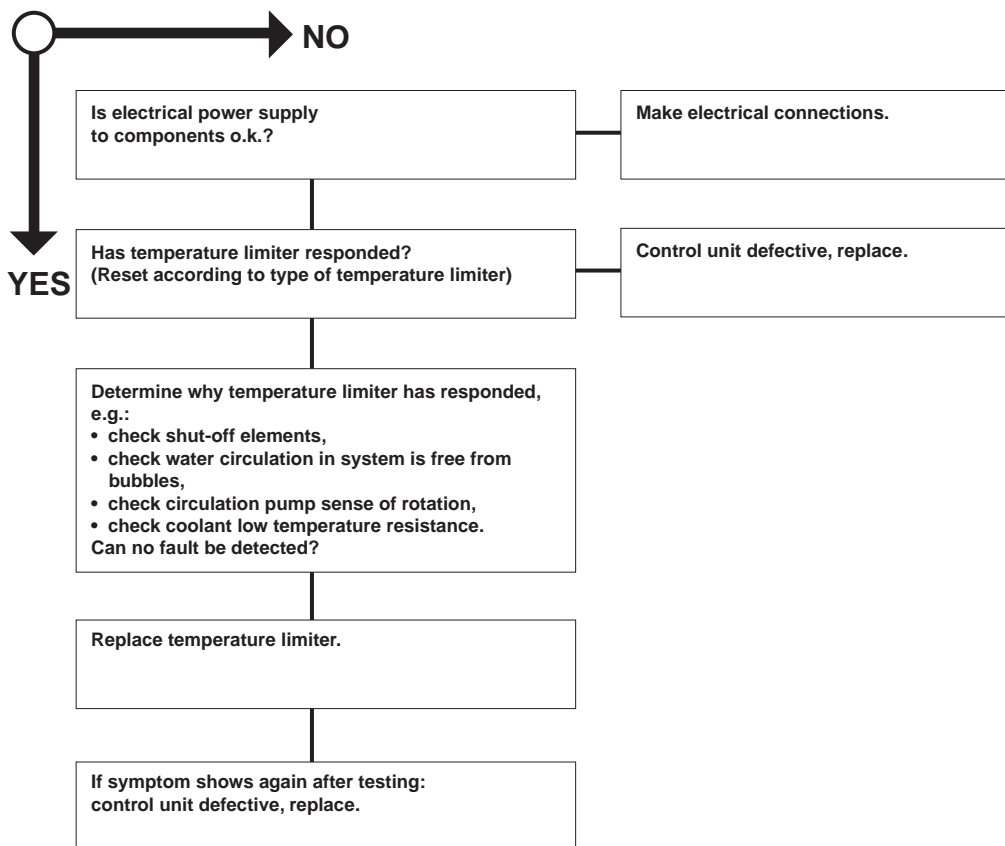 NO
YES
Is electrical power supply
to components o.k.?
Make electrical connections.
Has temperature limiter responded?
(Reset according to type of temperature limiter)
Control unit defective, replace.
Determine why temperature limiter has responded,
e.g.:
• check shut-off elements,
• check water circulation in system is free from
bubbles,
• check circulation pump sense of rotation,
• check coolant low temperature resistance.
Can no fault be detected?
Replace temperature limiter.
If symptom shows again after testing:
control unit defective, replace.